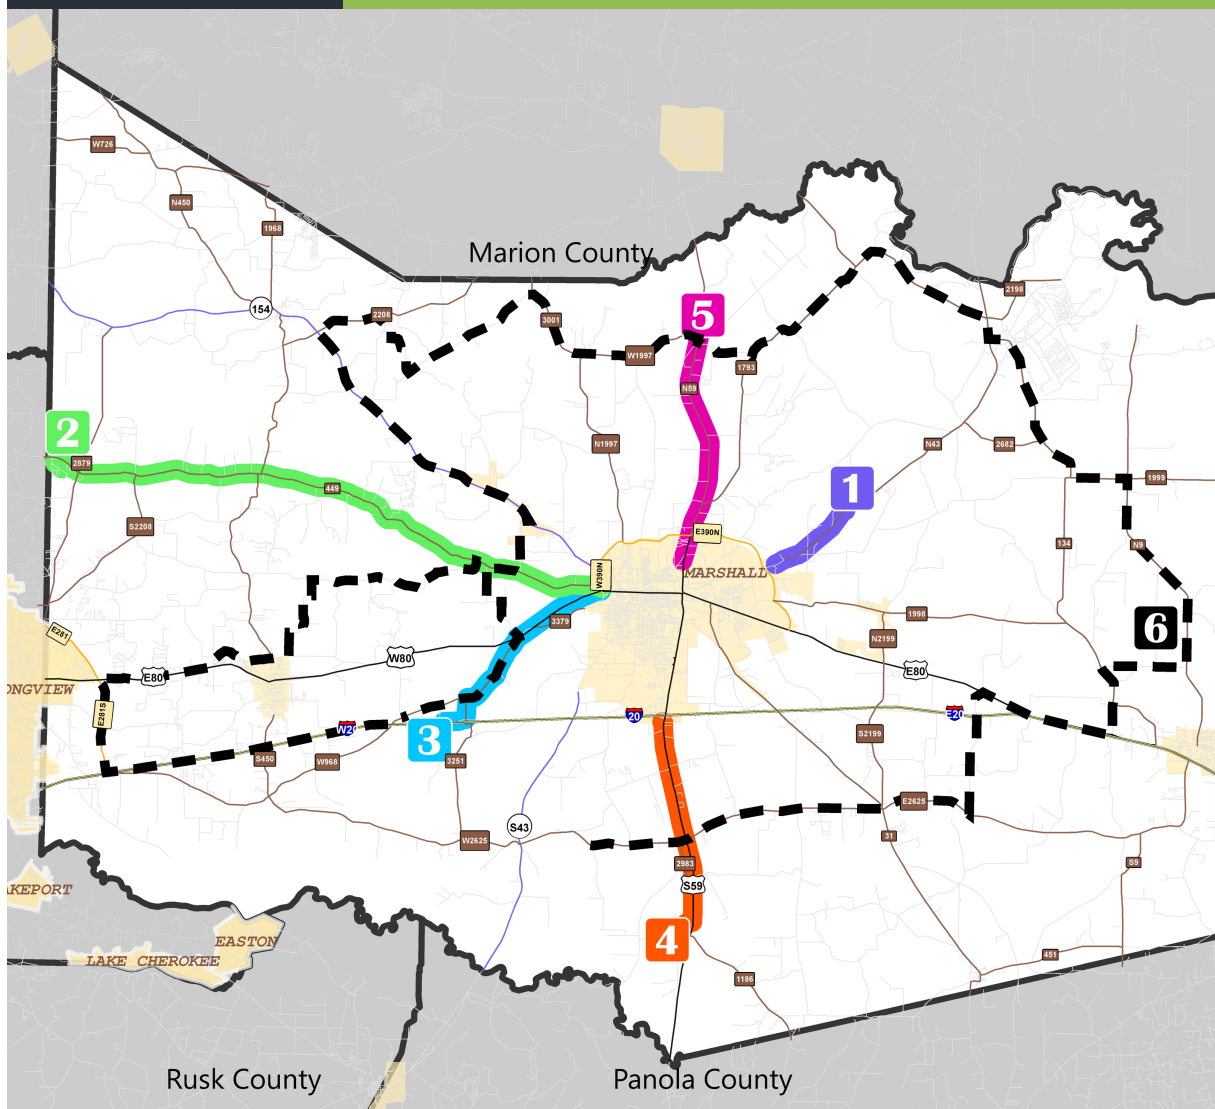 W726
N450
1968
Marion County
154
2208
3001
5
2198
W1997
1793
N59
2
2879
449
N1997
N43
2682
1
1999
S2208
E390N
134
N9
W390N
MARSHALL
3379
1998
6
E281
N2199
W80
E80
E80
ONGVIEW
E281S
W20
20
E20
3
S2199
S450
W968
3251
E2625
S43
W2625
31
2983
S9
S59
AKEPORT
4
EASTON
LAKE CHEROKEE
451
1186
Rusk County
Panola County